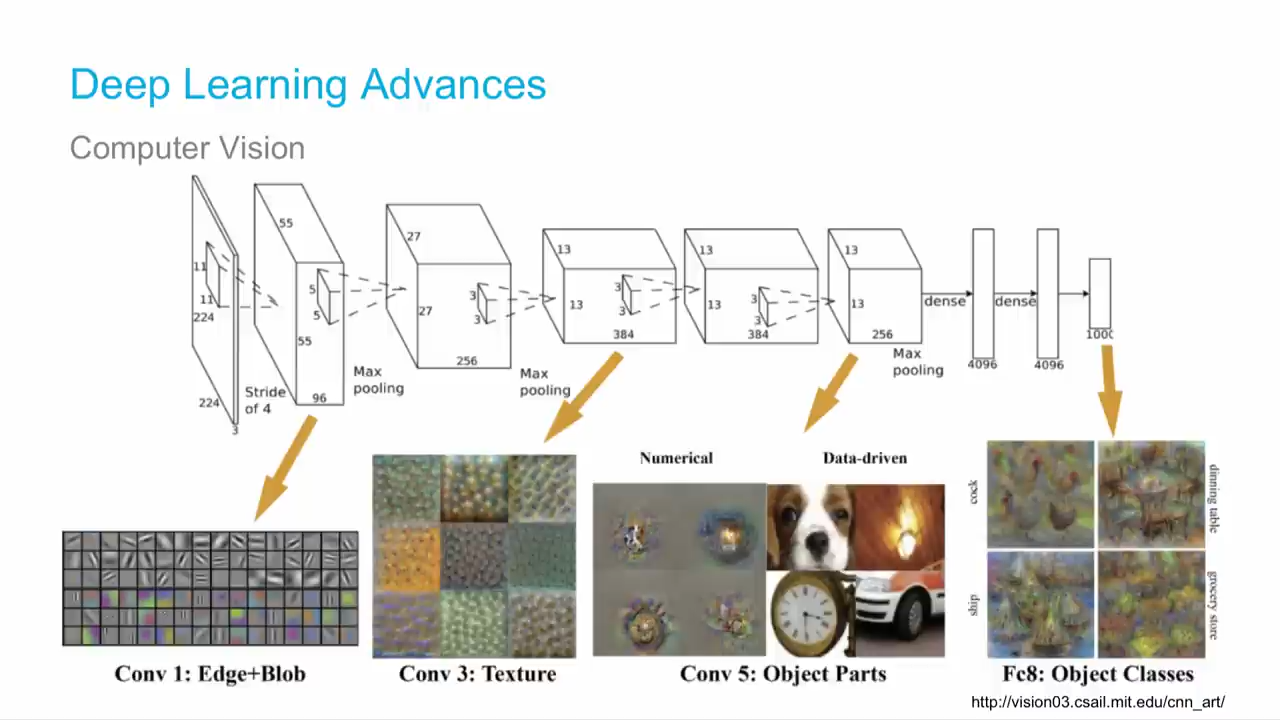 Deep Learning Advances
Computer Vision
11
11
224
224
3
Stride
of 4
55
55
96
5
5
Max
pooling
27
27
256
3
3
Max
pooling
13
13
384
3
3
13
13
384
3
3
13
13
256
Max
pooling
dense
4096
dense
4096
1000
Numerical
Data-driven
cock
dinning table
ship
grocery store
Conv 1: Edge+Blob
Conv 3: Texture
Conv 5: Object Parts
Fc8: Object Classes
http://vision03.csail.mit.edu/cnn_art/